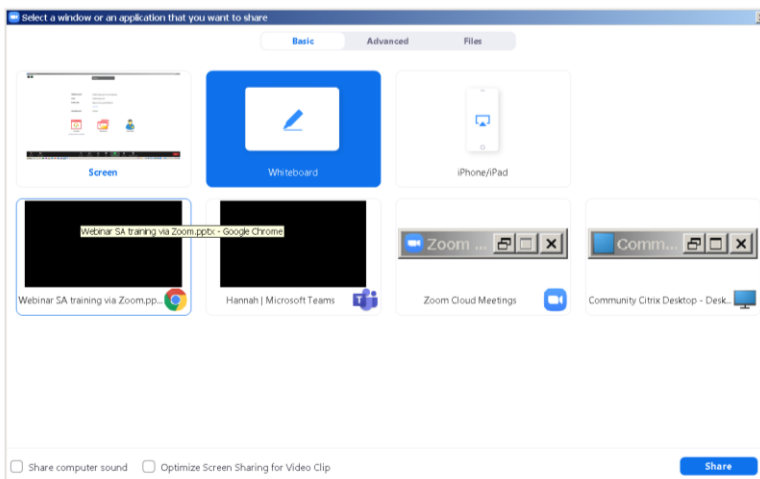 Select a window or an application that you want to share
Basic Advanced Files
Screen
Whiteboard
iPhone/iPad
Webinar SA training via Zoom.pptx - Google Chrome
Zoom ...
Comm...
Webinar SA training via Zoom.pp...
Hannah | Microsoft Teams
Zoom Cloud Meetings
Community Citrix Desktop - Desk...
Share computer sound
Optimize Screen Sharing for Video Clip
Share